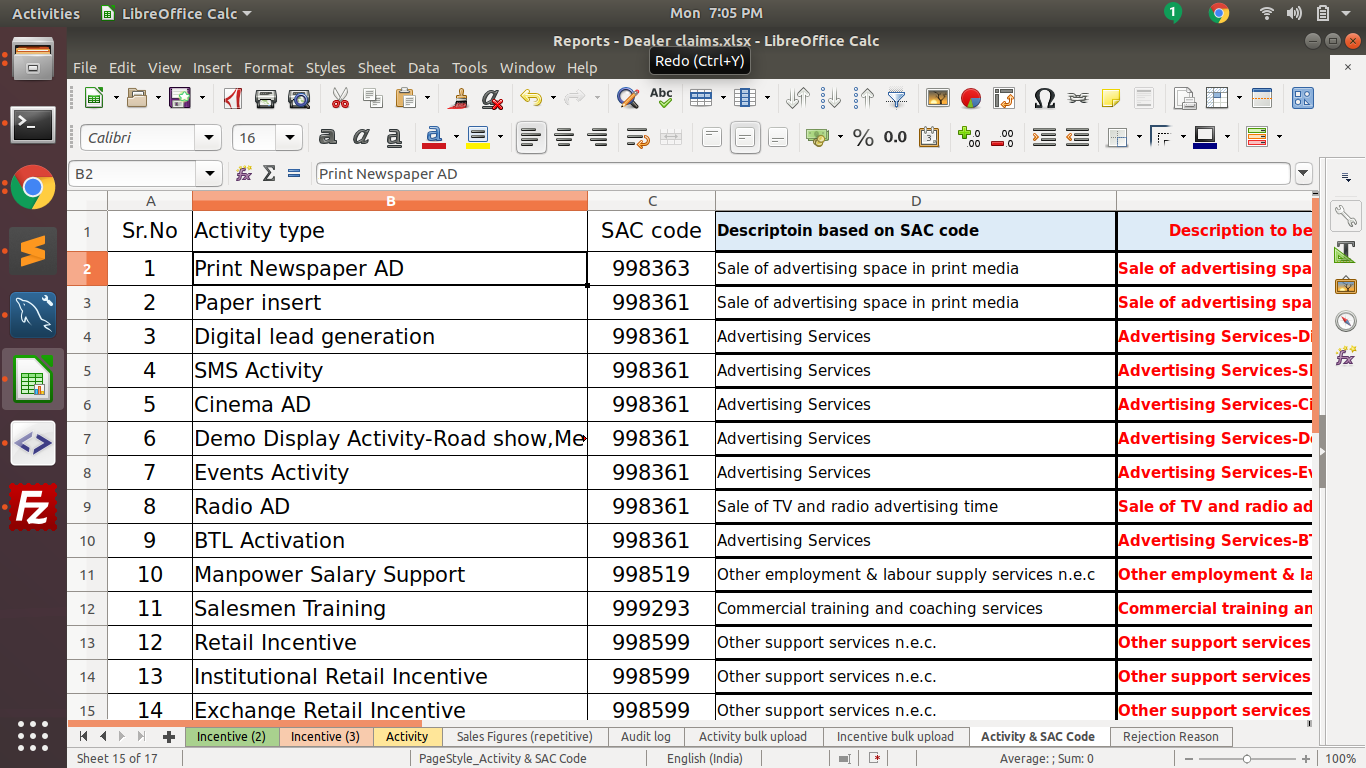 Activities LibreOffice Calc Mon 7:05 PM 1
Reports - Dealer claims.xlsx - LibreOffice Calc
File Edit View Insert Format Styles Sheet Data Tools Window Help
Redo (Ctrl+Y)
Abc
Calibri 16 a a a a % 0.0 0.0 .00
B2 fx Σ = Print Newspaper AD
A B C D
1 Sr.No Activity type SAC code Descriptoin based on SAC code Description to be
2 1 Print Newspaper AD 998363 Sale of advertising space in print media Sale of advertising spa
3 2 Paper insert 998361 Sale of advertising space in print media Sale of advertising spa
4 3 Digital lead generation 998361 Advertising Services Advertising Services-Di
5 4 SMS Activity 998361 Advertising Services Advertising Services-S
6 5 Cinema AD 998361 Advertising Services Advertising Services-Ci
7 6 Demo Display Activity-Road show,Me 998361 Advertising Services Advertising Services-De
8 7 Events Activity 998361 Advertising Services Advertising Services-Ev
9 8 Radio AD 998361 Sale of TV and radio advertising time Sale of TV and radio ad
10 9 BTL Activation 998361 Advertising Services Advertising Services-BT
11 10 Manpower Salary Support 998519 Other employment & labour supply services n.e.c Other employment & la
12 11 Salesmen Training 999293 Commercial training and coaching services Commercial training an
13 12 Retail Incentive 998599 Other support services n.e.c. Other support services
14 13 Institutional Retail Incentive 998599 Other support services n.e.c. Other support services
15 14 Exchange Retail Incentive 998599 Other support services n.e.c. Other support services
Incentive (2) Incentive (3) Activity Sales Figures (repetitive) Audit log Activity bulk upload Incentive bulk upload Activity & SAC Code Rejection Reason
Sheet 15 of 17 PageStyle_Activity & SAC Code English (India) Average: ; Sum: 0 100%